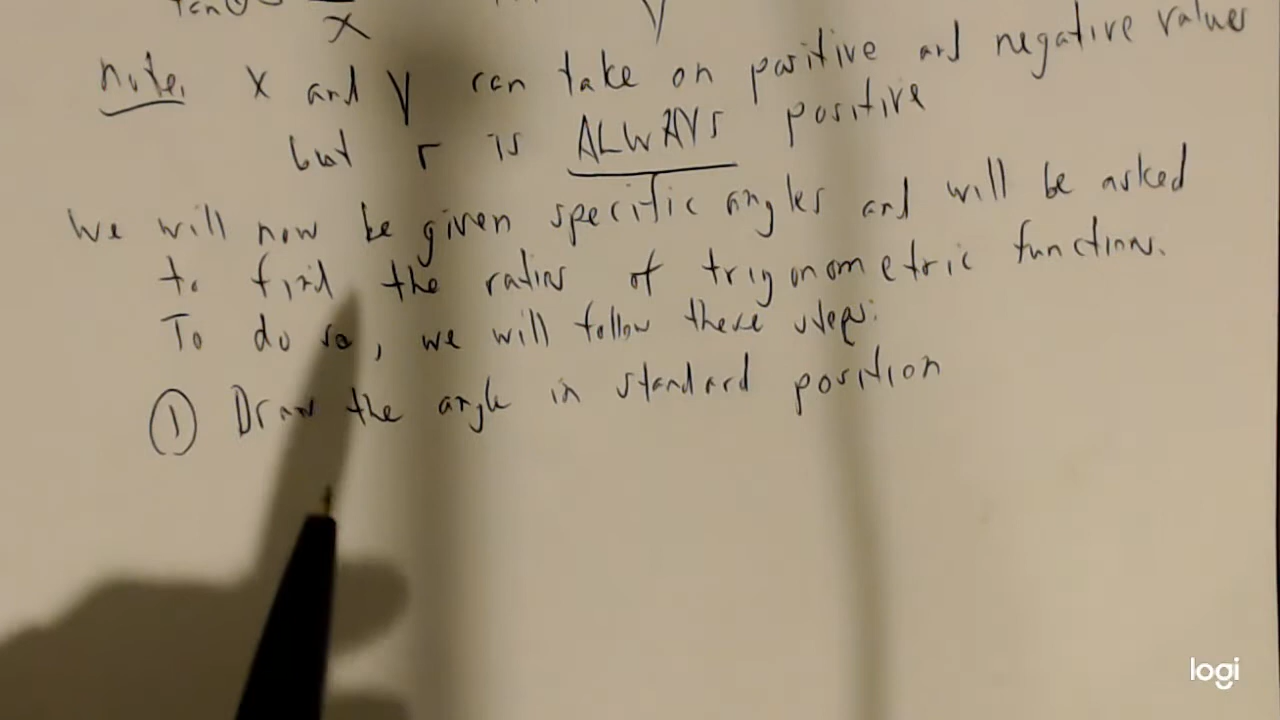 tanθ =
x
y
note: x and y can take on positive and negative values
but r is ALWAYS positive
We will now be given specific angles and will be asked
to find the ratios of trigonometric functions.
To do so, we will follow these steps:
① Draw the angle in standard position
logi